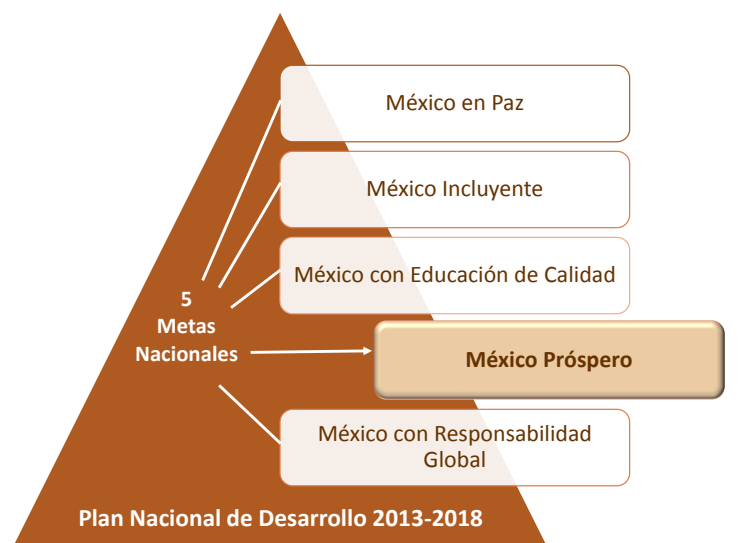 México en Paz
México Incluyente
México con Educación de Calidad
5
Metas
Nacionales
México Próspero
México con Responsabilidad
Global
Plan Nacional de Desarrollo 2013-2018